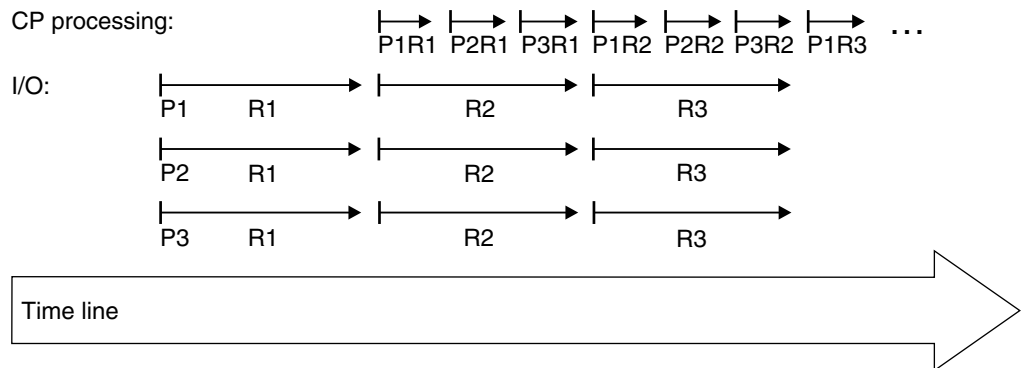 CP processing:
P1R1 P2R1 P3R1 P1R2 P2R2 P3R2 P1R3 ...
I/O:
P1 R1 R2 R3
P2 R1 R2 R3
P3 R1 R2 R3
Time line